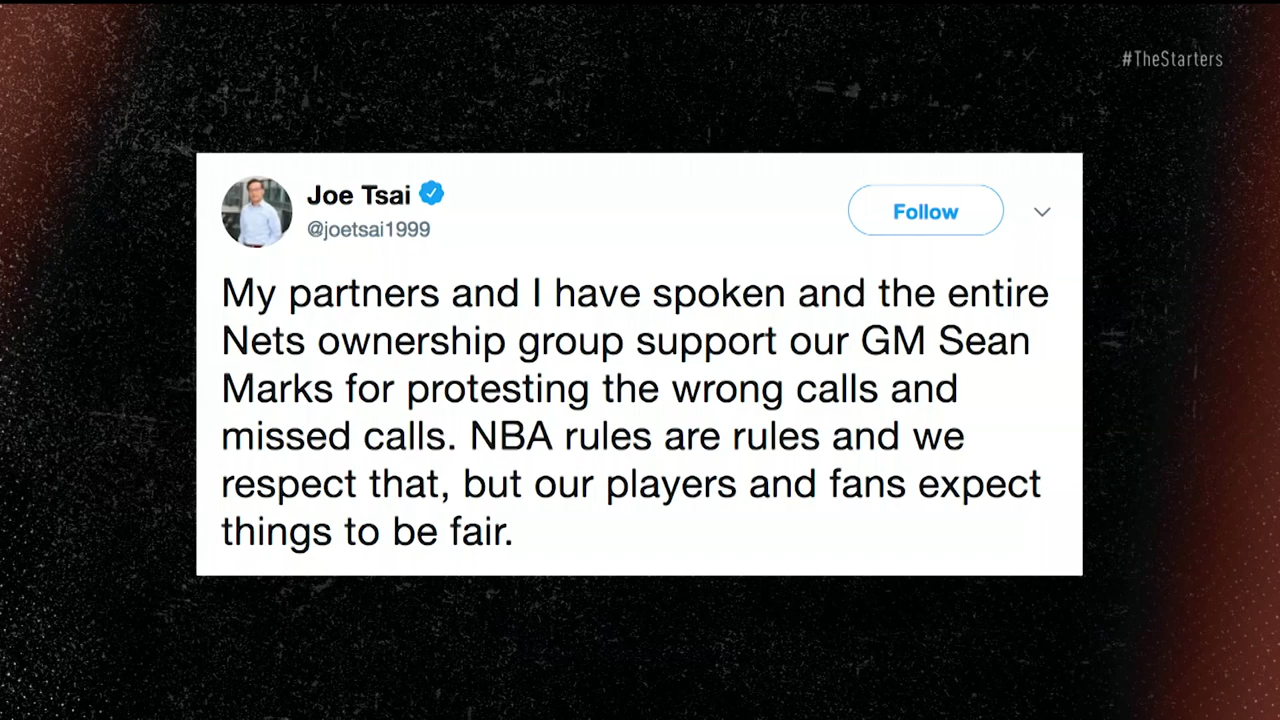 #TheStarters
Joe Tsai
@joetsai1999
Follow
My partners and I have spoken and the entire
Nets ownership group support our GM Sean
Marks for protesting the wrong calls and
missed calls. NBA rules are rules and we
respect that, but our players and fans expect
things to be fair.